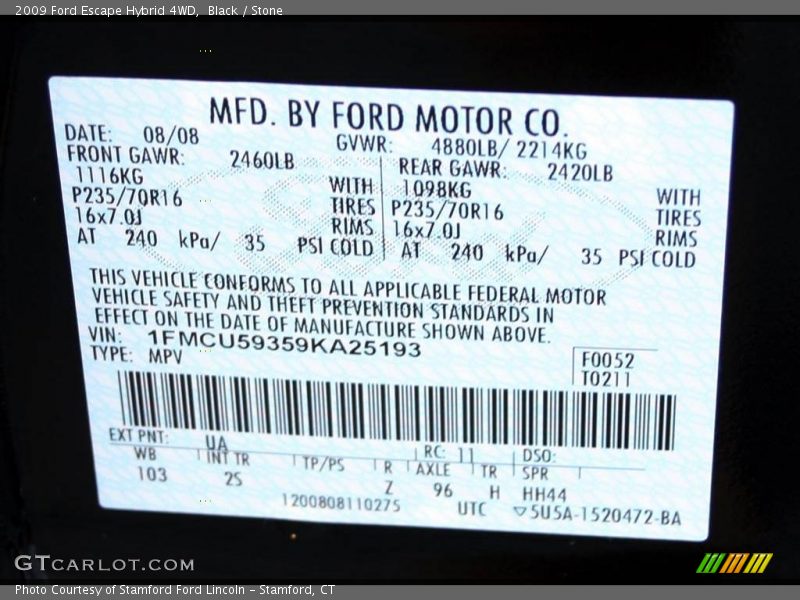 2009 Ford Escape Hybrid 4WD,  Black / Stone
MFD. BY FORD MOTOR CO.
DATE: 08/08 GVWR: 4880LB/ 2214KG
FRONT GAWR: 2460LB REAR GAWR: 2420LB
1116KG WITH 1098KG WITH
P235/70R16 TIRES P235/70R16 TIRES
16x7.0J RIMS 16x7.0J RIMS
AT 240 kPa/ 35 PSI COLD AT 240 kPa/ 35 PSI COLD
THIS VEHICLE CONFORMS TO ALL APPLICABLE FEDERAL MOTOR
VEHICLE SAFETY AND THEFT PREVENTION STANDARDS IN
EFFECT ON THE DATE OF MANUFACTURE SHOWN ABOVE.
VIN: 1FMCU59359KA25193
TYPE: MPV
F0052
T0211
EXT PNT: UA RC: 11 DSO:
WB INT TR TP/PS R AXLE TR SPR
103 2S Z 96 H HH44
1200808110275 UTC ▽5U5A-1520472-BA
GTCARLOT.COM
Photo Courtesy of Stamford Ford Lincoln – Stamford, CT